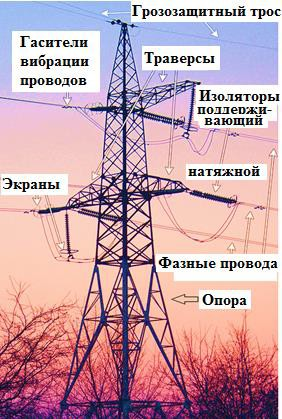 Грозозащитный трос
Гасители
вибрации
проводов
Траверсы
Изоляторы
поддержи-
вающий
Экраны
натяжной
Фазные провода
Опора